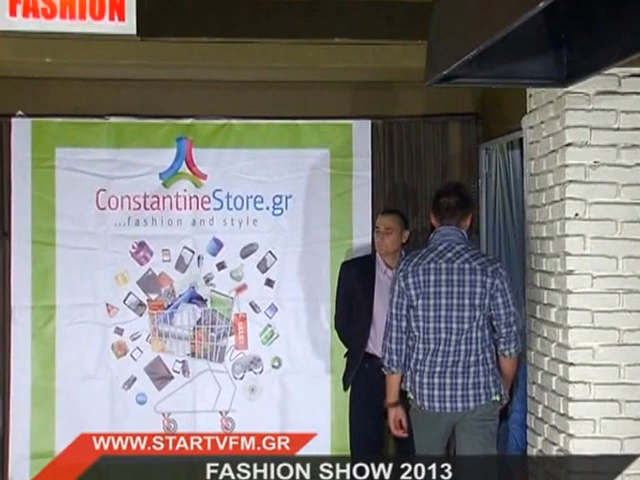 FASHION
ConstantineStore.gr
...fashion and style
WWW.STARTVFM.GR
FASHION SHOW 2013